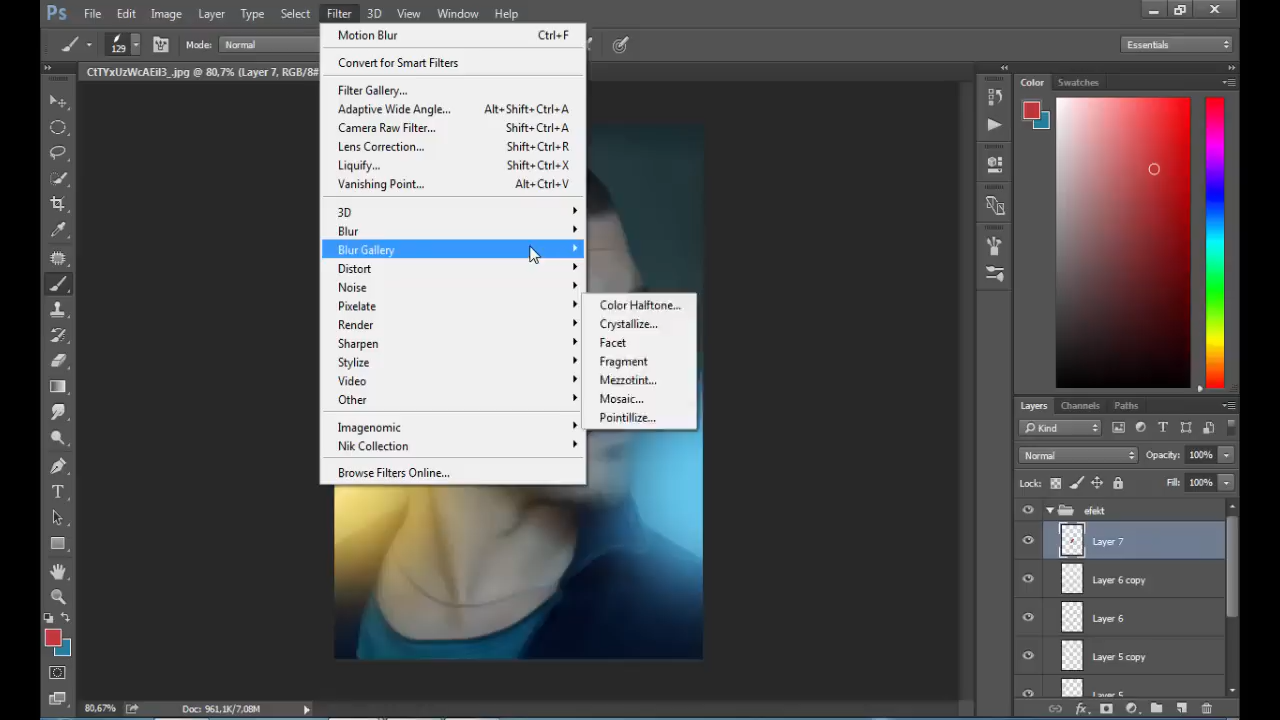 Ps File Edit Image Layer Type Select Filter 3D View Window Help
129 Mode: Normal Essentials
CtTYxUzWcAEiI3_.jpg @ 80,7% (Layer 7, RGB/8#
Motion Blur Ctrl+F
Convert for Smart Filters
Filter Gallery...
Adaptive Wide Angle... Alt+Shift+Ctrl+A
Camera Raw Filter... Shift+Ctrl+A
Lens Correction... Shift+Ctrl+R
Liquify... Shift+Ctrl+X
Vanishing Point... Alt+Ctrl+V
3D
Blur
Blur Gallery
Distort
Noise
Pixelate
Render
Sharpen
Stylize
Video
Other
Imagenomic
Nik Collection
Browse Filters Online...
Color Halftone...
Crystallize...
Facet
Fragment
Mezzotint...
Mosaic...
Pointillize...
Color Swatches
Layers Channels Paths
Kind
Normal Opacity: 100%
Lock: Fill: 100%
efekt
Layer 7
Layer 6 copy
Layer 6
Layer 5 copy
Layer 5
80,67% Doc: 961,1K/7,08M